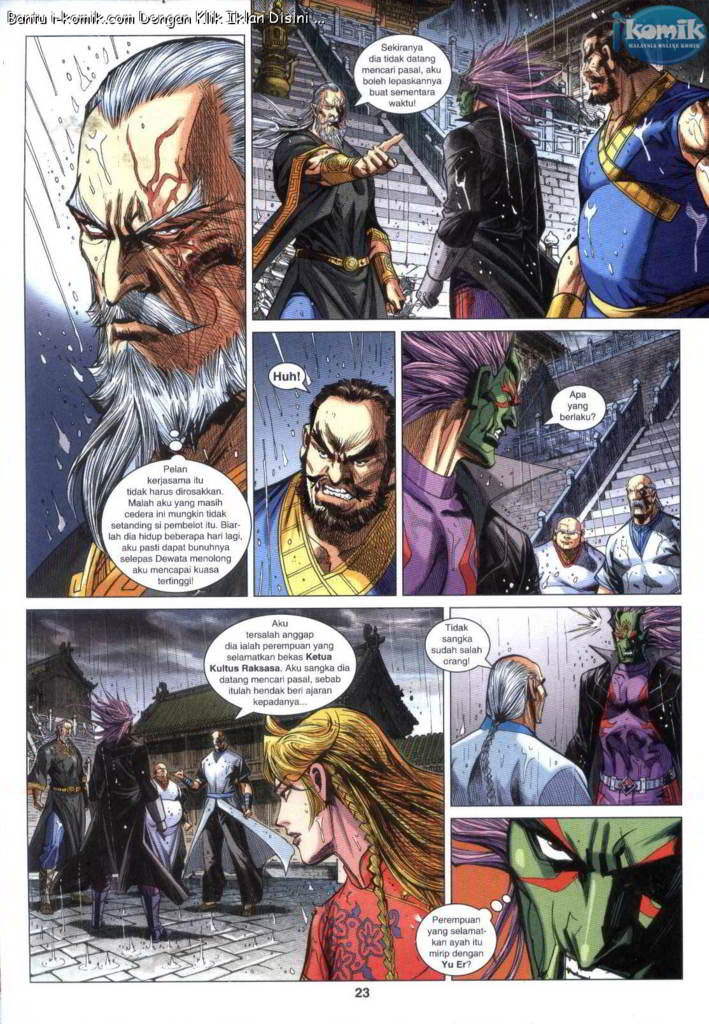 Bantu i-komik.com Dengan Klik Iklan Disini ...
komik
MALAYSIA ONLINE KOMIK
Sekiranya
dia tidak datang
mencari pasal, aku
boleh lepaskannya
buat sementara
waktu!
Pelan
kerjasama itu
tidak harus dirosakkan.
Malah aku yang masih
cedera ini mungkin tidak
setanding si pembelot itu. Biar-
lah dia hidup beberapa hari lagi,
aku pasti dapat bunuhnya
selepas Dewata menolong
aku mencapai kuasa
tertinggi!
Huh!
Apa
yang
berlaku?
Aku
tersalah anggap
dia ialah perempuan yang
selamatkan bekas Ketua
Kultus Raksasa. Aku sangka dia
datang mencari pasal, sebab
itulah hendak beri ajaran
kepadanya...
Tidak
sangka
sudah salah
orang!
Perempuan
yang selamat-
kan ayah itu
mirip dengan
Yu Er?
23